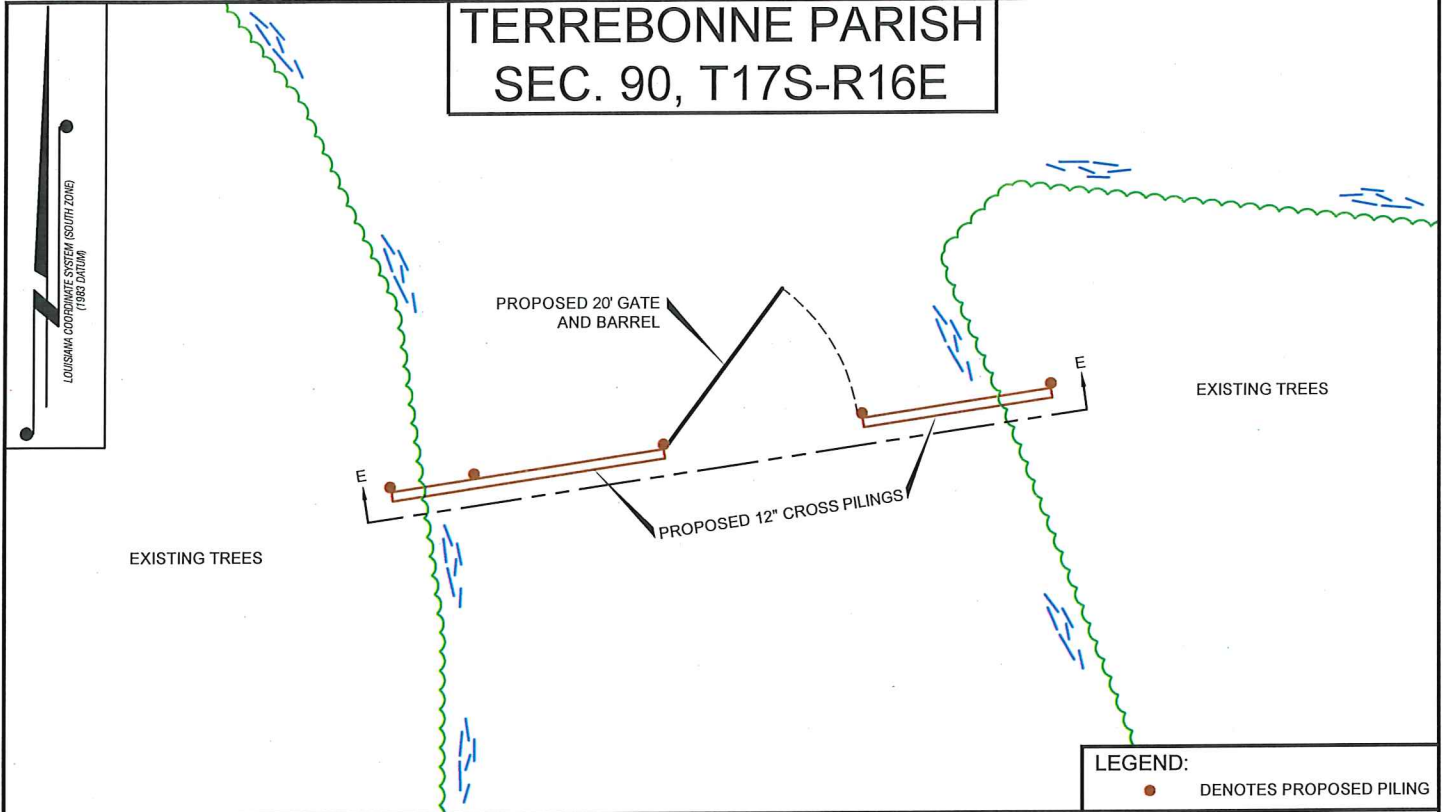 TERREBONNE PARISH
SEC. 90, T17S-R16E
LOUISIANA COORDINATE SYSTEM (SOUTH ZONE)
(1983 DATUM)
PROPOSED 20' GATE
AND BARREL
E
EXISTING TREES
E
PROPOSED 12" CROSS PILINGS
EXISTING TREES
LEGEND:
DENOTES PROPOSED PILING